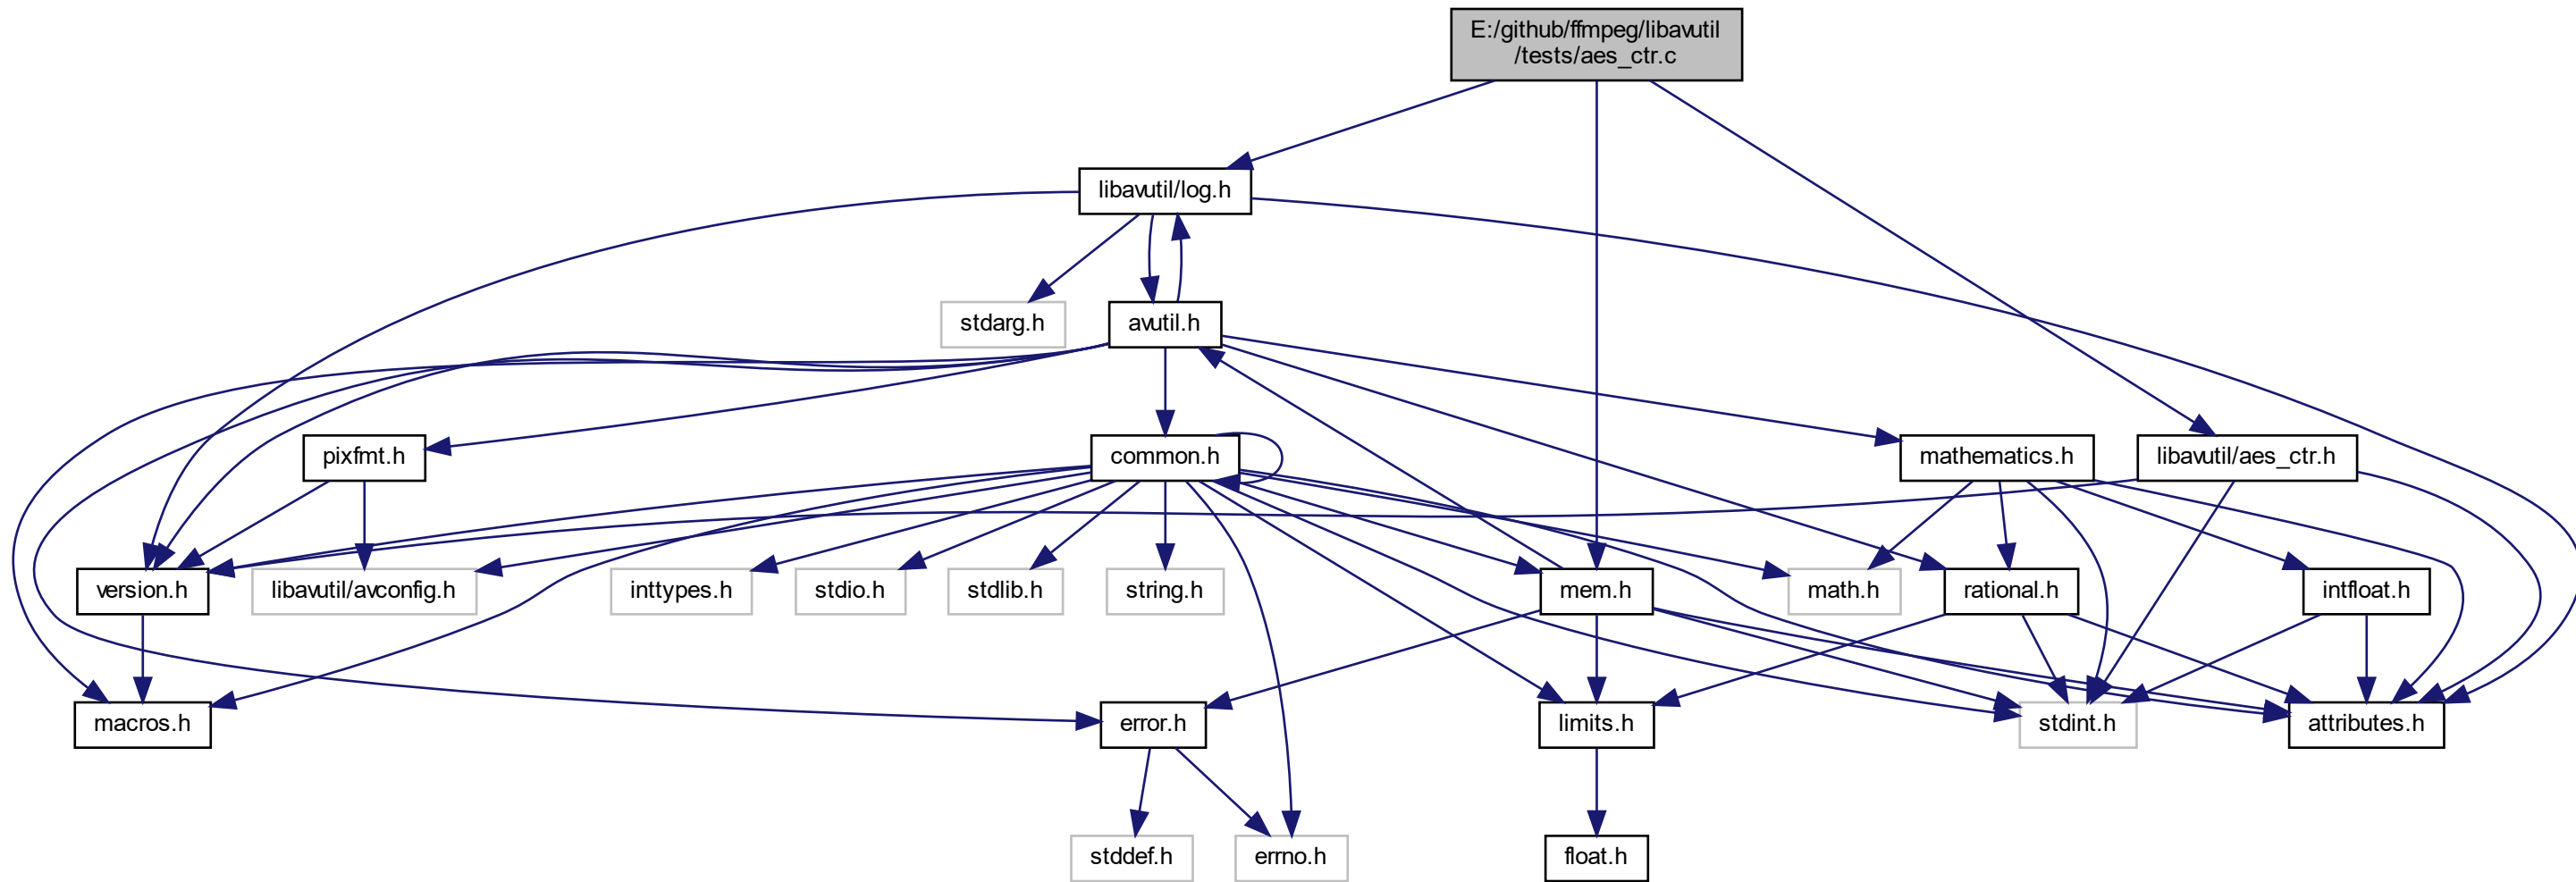 E:/github/ffmpeg/libavutil
/tests/aes_ctr.c
libavutil/log.h
stdarg.h
avutil.h
pixfmt.h
common.h
mathematics.h
libavutil/aes_ctr.h
version.h
libavutil/avconfig.h
inttypes.h
stdio.h
stdlib.h
string.h
mem.h
math.h
rational.h
intfloat.h
macros.h
error.h
limits.h
stdint.h
attributes.h
stddef.h
errno.h
float.h